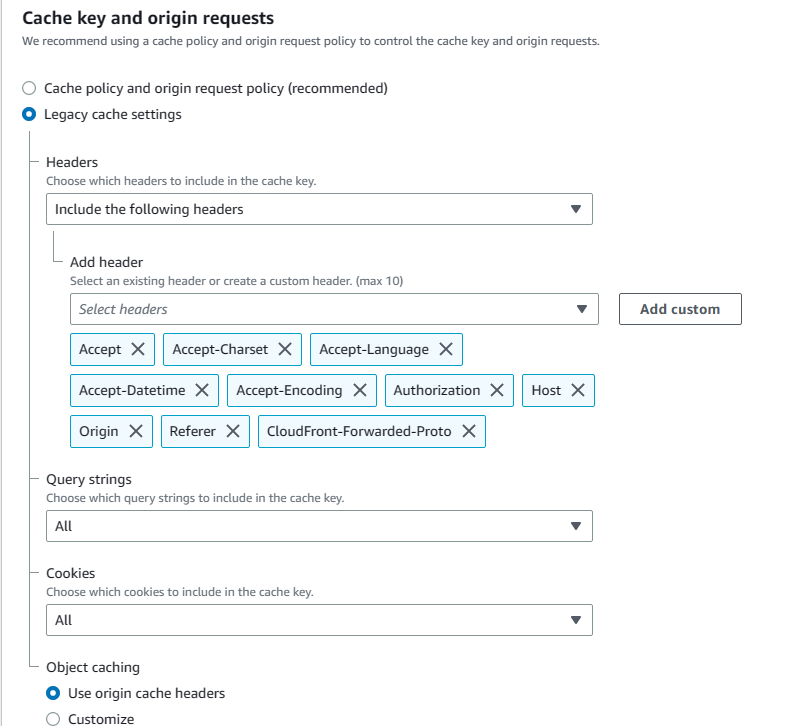 Cache key and origin requests
We recommend using a cache policy and origin request policy to control the cache key and origin requests.
Cache policy and origin request policy (recommended)
Legacy cache settings
Headers
Choose which headers to include in the cache key.
Include the following headers
Add header
Select an existing header or create a custom header. (max 10)
Select headers
Add custom
Accept Accept-Charset Accept-Language
Accept-Datetime Accept-Encoding Authorization Host
Origin Referer CloudFront-Forwarded-Proto
Query strings
Choose which query strings to include in the cache key.
All
Cookies
Choose which cookies to include in the cache key.
All
Object caching
Use origin cache headers
Customize